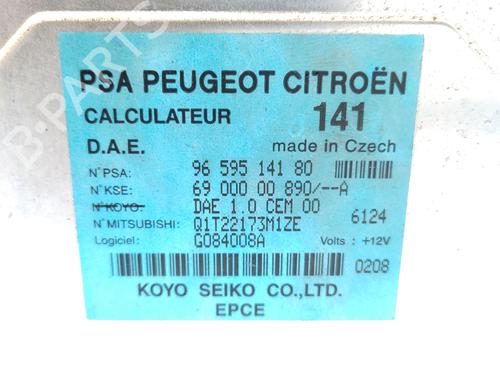 PSA PEUGEOT CITROËN
CALCULATEUR 141
D.A.E. made in Czech
N°PSA: 96 595 141 80
N°KSE: 69 000 00 890/--A
N°KOYO: DAE 1.0 CEM 00
N°MITSUBISHI: Q1T22173M1ZE 6124
Logiciel: G084008A Volts : +12V
0208
KOYO SEIKO CO.,LTD.
EPCE
B-PARTS